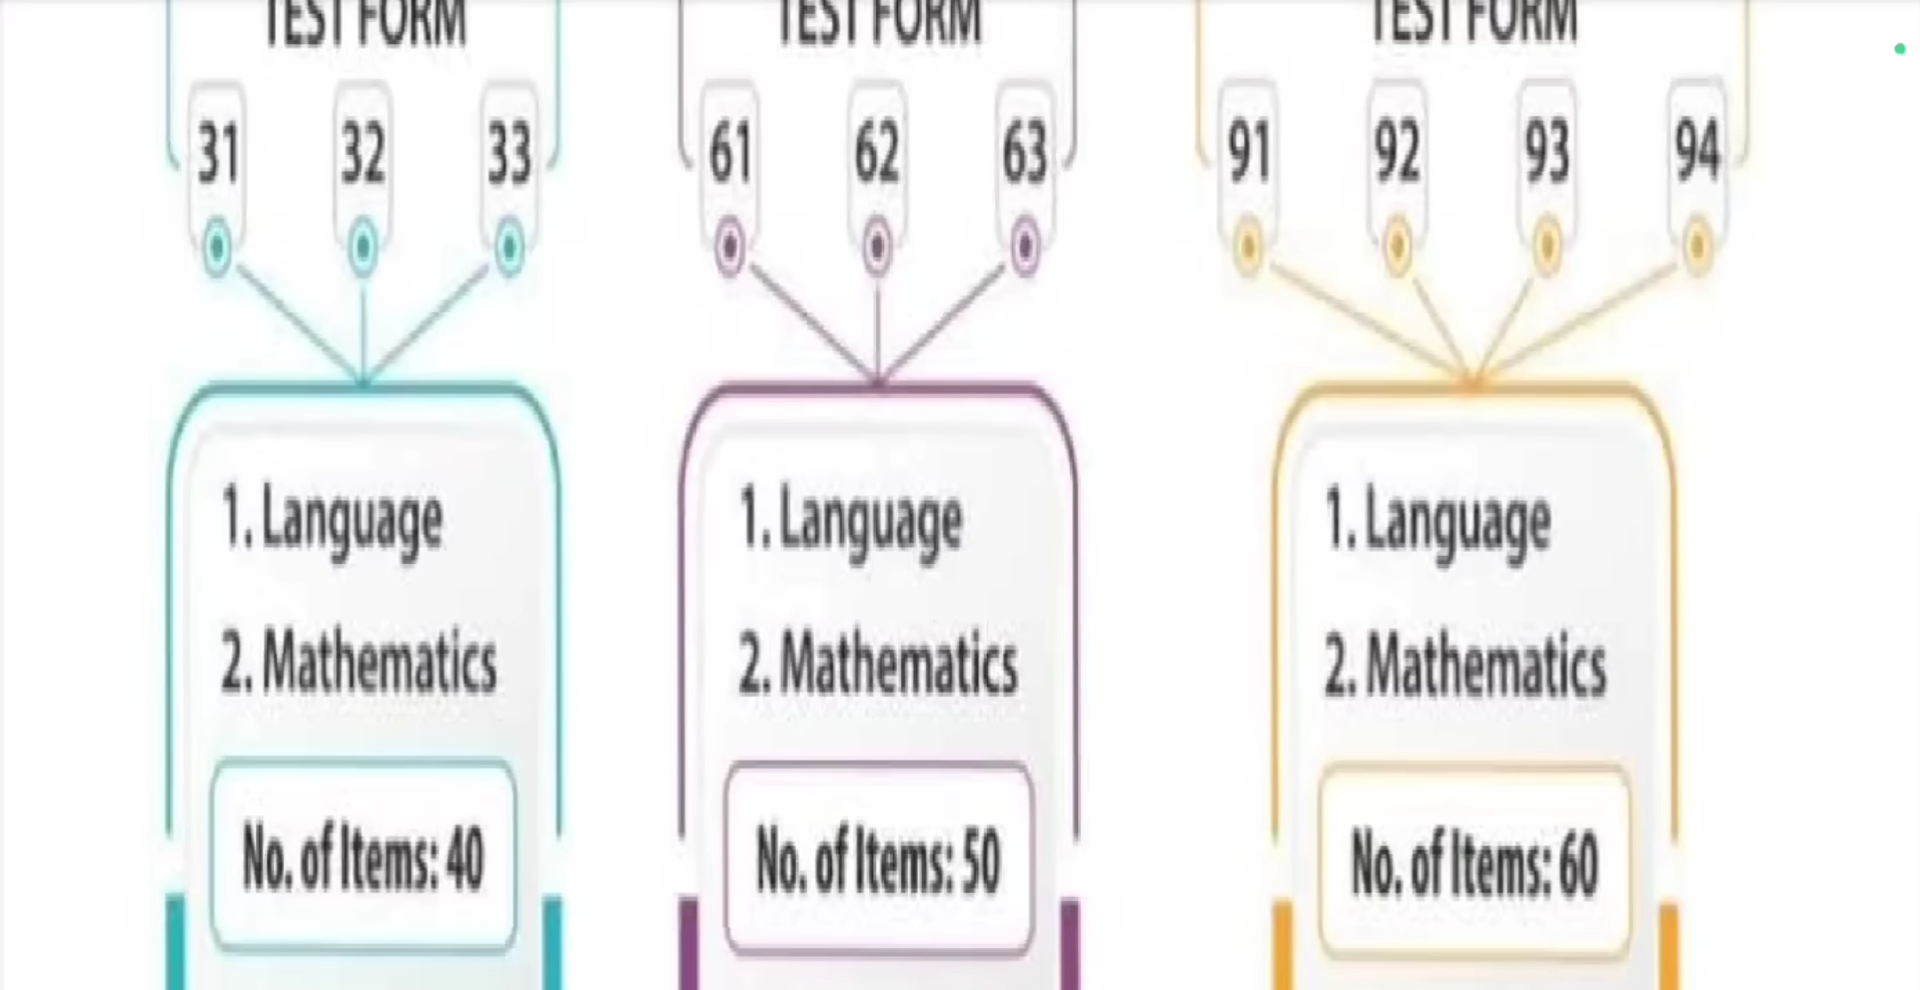 TEST FORM
31 32 33
1. Language
2. Mathematics
No. of Items: 40
TEST FORM
61 62 63
1. Language
2. Mathematics
No. of Items: 50
TEST FORM
91 92 93 94
1. Language
2. Mathematics
No. of Items: 60